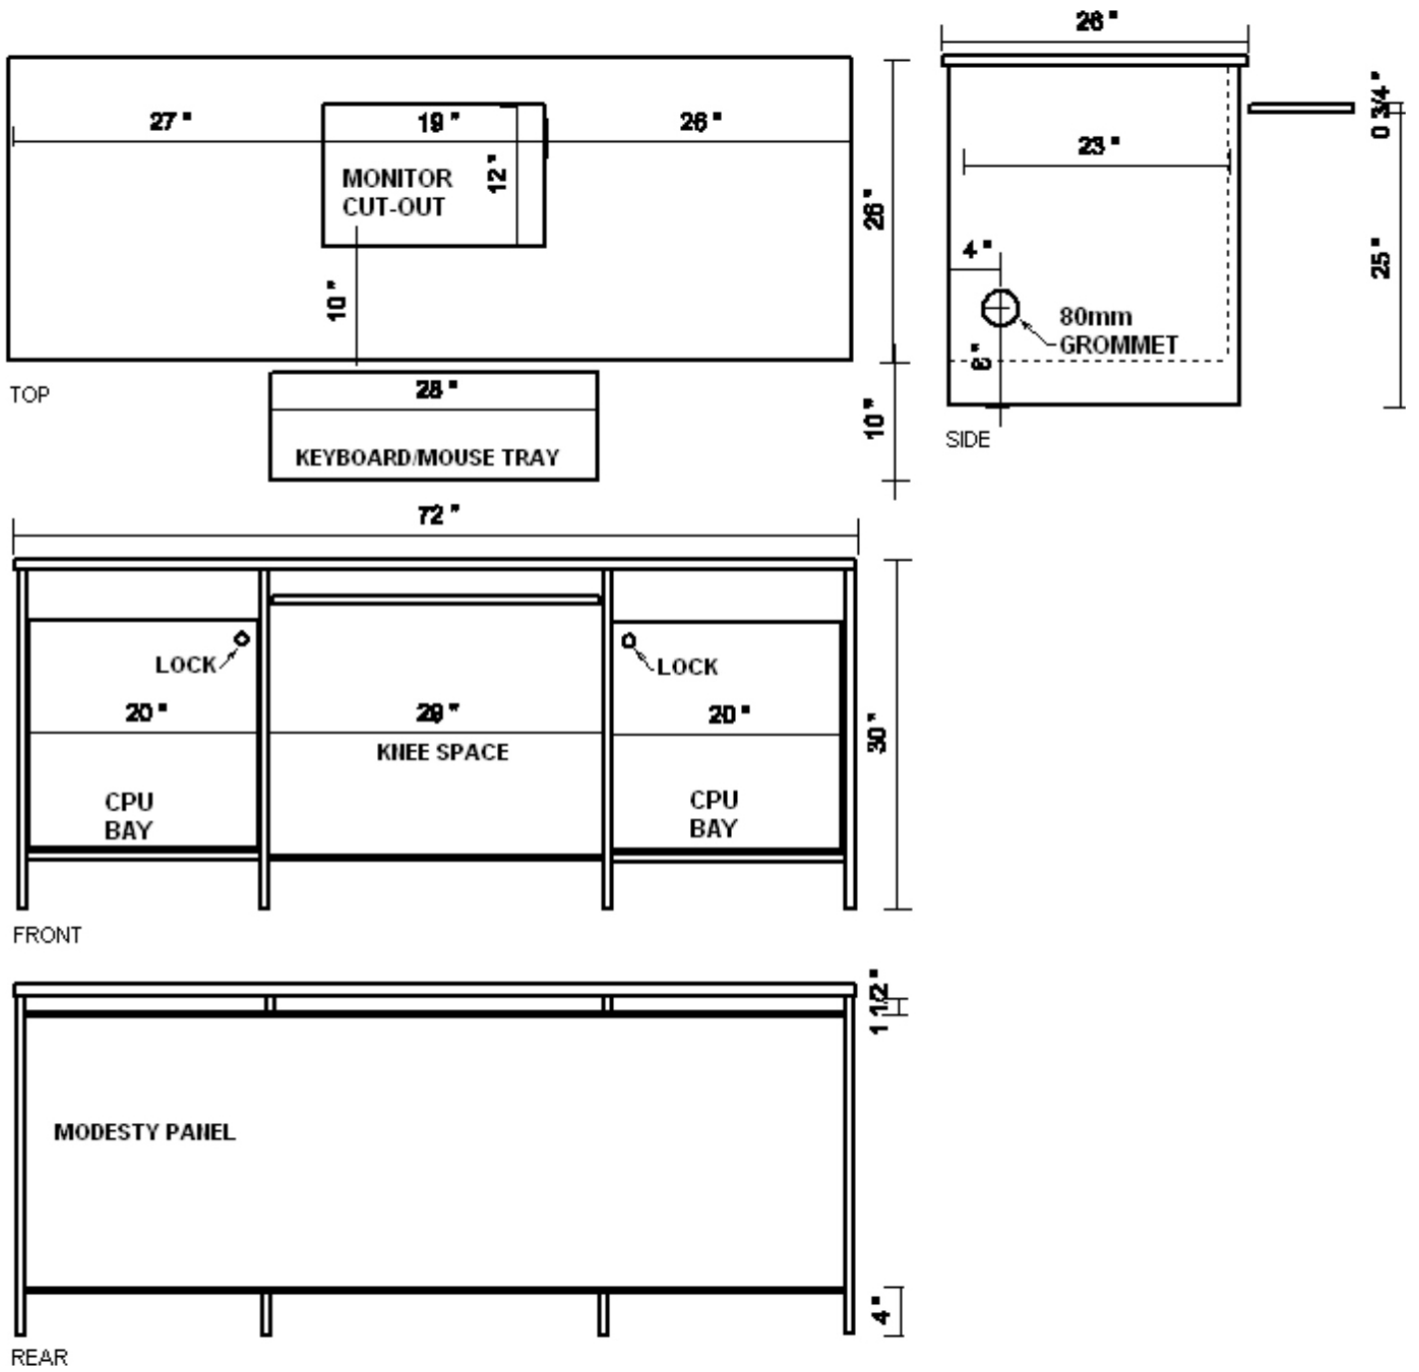 26 "
27 "
19 "
26 "
12 "
MONITOR
CUT-OUT
26 "
10 "
TOP
28 "
KEYBOARD/MOUSE TRAY
10 "
0 3/4 "
23 "
25 "
4 "
80mm
GROMMET
SIDE
72 "
LOCK
LOCK
20 "
29 "
20 "
KNEE SPACE
30 "
CPU
BAY
CPU
BAY
FRONT
1 1/2 "
MODESTY PANEL
4 "
REAR